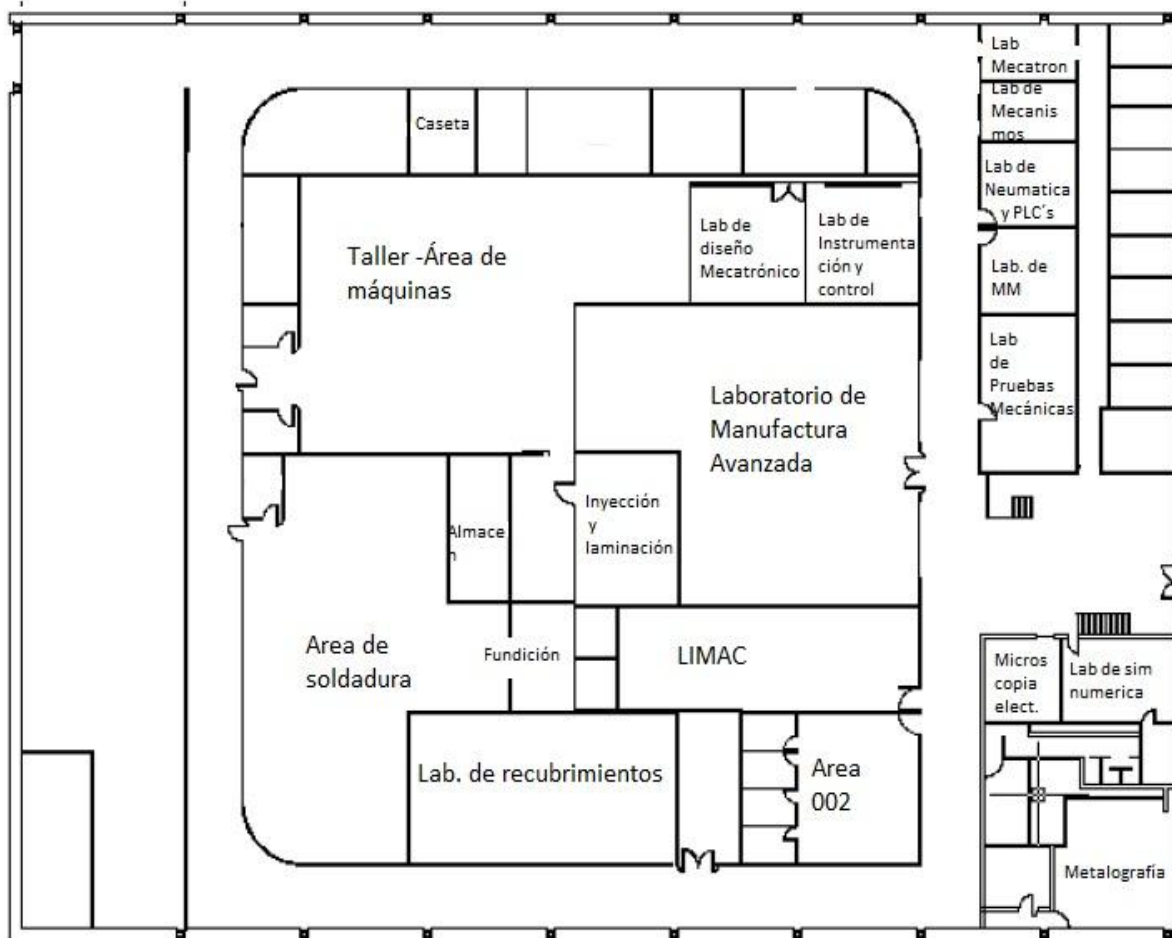 Lab
Mecatron
Lab de
Mecanis
mos
Caseta
Lab de
Neumatica
y PLC´s
Taller -Área de
máquinas
Lab de
diseño
Mecatrónico
Lab de
Instrumenta
ción y
control
Lab. de
MM
Lab
de
Pruebas
Mecánicas
Laboratorio de
Manufactura
Avanzada
Inyección
y
laminación
Almace
n
Area de
soldadura
Fundición
LIMAC
Micros
copia
elect.
Lab de sim
numerica
Lab. de recubrimientos
Area
002
Metalografía